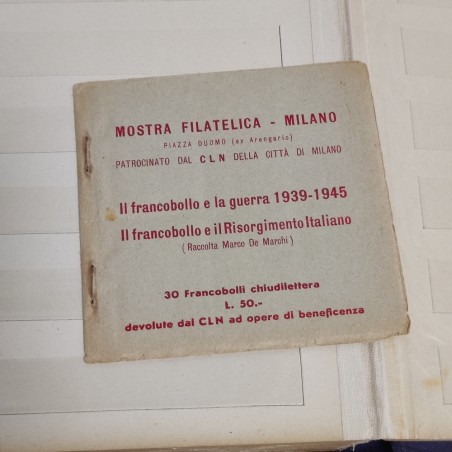 MOSTRA FILATELICA - MILANO
PIAZZA DUOMO (ex Arengario)
PATROCINATO DAL CLN DELLA CITTÀ DI MILANO
Il francobollo e la guerra 1939-1945
Il francobollo e il Risorgimento Italiano
(Raccolta Marco De Marchi)
30 Francobolli chiudilettera
L. 50.-
devolute dal CLN ad opere di beneficenza